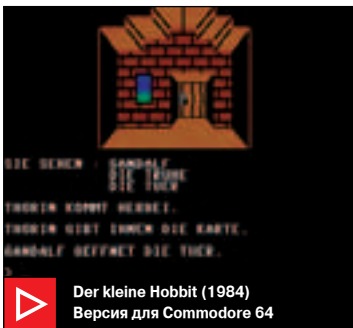 SIE SEHEN : GANDALF
DIE TRUHE
DIE TUER
THORIN KOMMT HERBEI.
THORIN GIBT IHNEN DIE KARTE.
GANDALF OEFFNET DIE TUER.
>
Der kleine Hobbit (1984)
Версия для Commodore 64